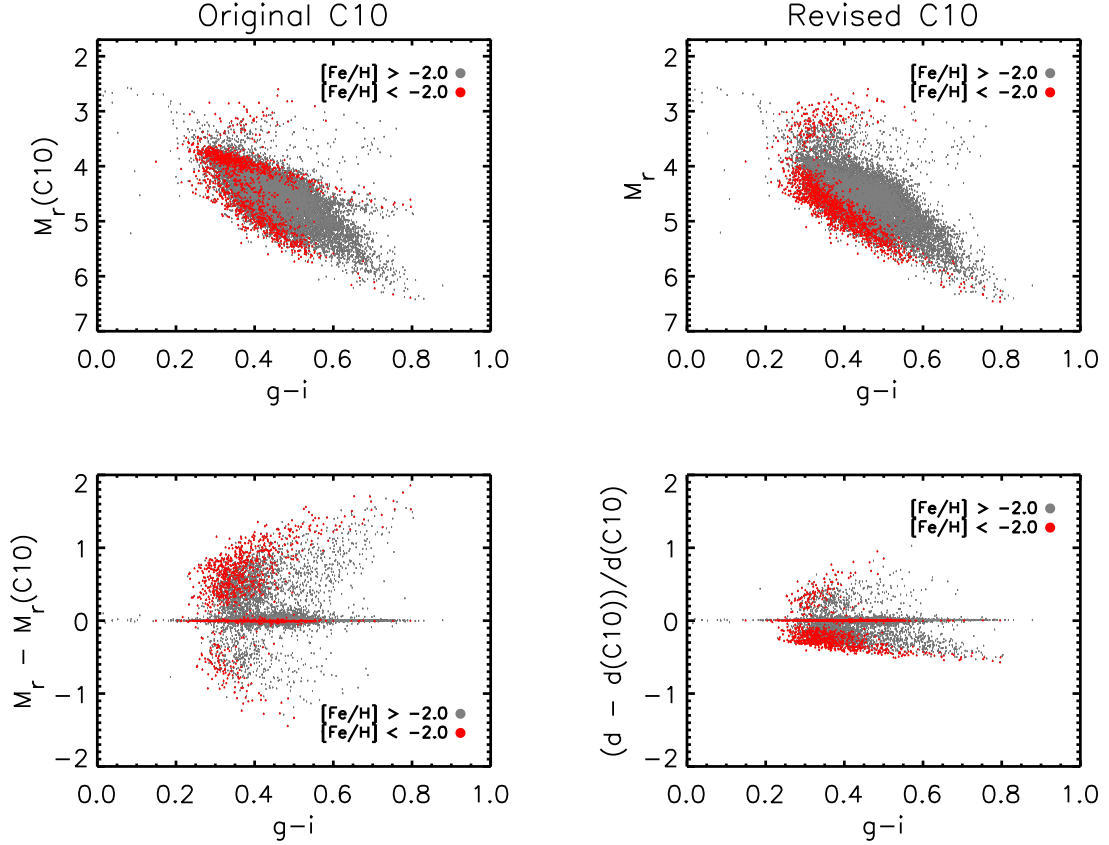 Original C10
Revised C10
2
3
4
5
6
7
M_r(C10)
[Fe/H] > −2.0
[Fe/H] < −2.0
0.0 0.2 0.4 0.6 0.8 1.0
g−i
2
3
4
5
6
7
M_r
[Fe/H] > −2.0
[Fe/H] < −2.0
0.0 0.2 0.4 0.6 0.8 1.0
g−i
2
1
0
−1
−2
M_r − M_r(C10)
[Fe/H] > −2.0
[Fe/H] < −2.0
0.0 0.2 0.4 0.6 0.8 1.0
g−i
2
1
0
−1
−2
(d − d(C10))/d(C10)
[Fe/H] > −2.0
[Fe/H] < −2.0
0.0 0.2 0.4 0.6 0.8 1.0
g−i